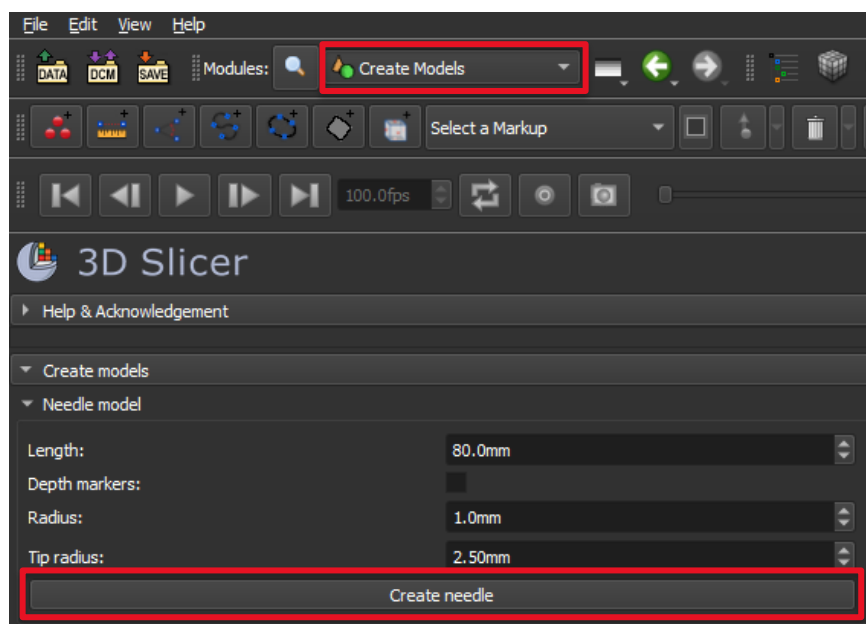 File Edit View Help
DATA DCM SAVE Modules: Create Models
Select a Markup
100.0fps
3D Slicer
Help & Acknowledgement
Create models
Needle model
Length: 80.0mm
Depth markers:
Radius: 1.0mm
Tip radius: 2.50mm
Create needle